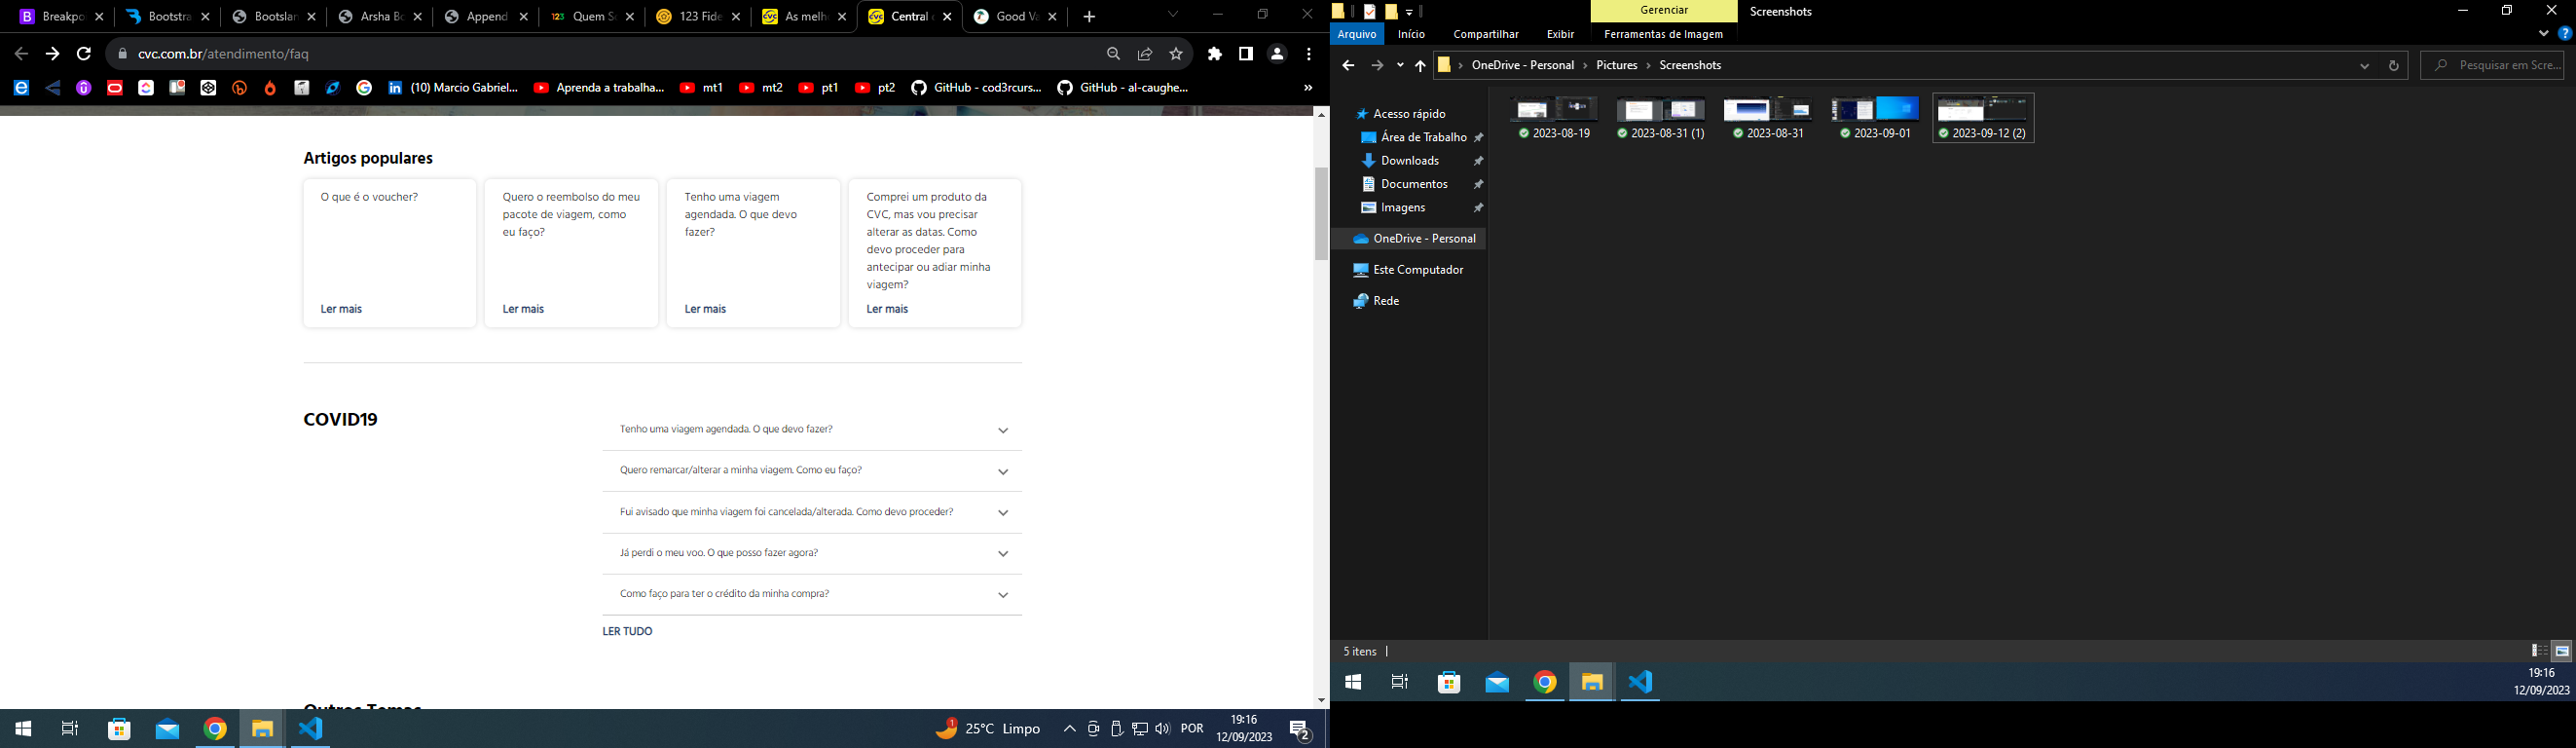 Breakpo
Bootstra
Bootslan
Arsha Bo
Append
Quem S
123 Fide
As melh
Central
Good Va
cvc.com.br/atendimento/faq
(10) Marcio Gabriel...
Aprenda a trabalha...
mt1
mt2
pt1
pt2
GitHub - cod3rcurs...
GitHub - al-caughe...
»
Artigos populares
O que é o voucher?
Ler mais
Quero o reembolso do meu
pacote de viagem, como
eu faço?
Ler mais
Tenho uma viagem
agendada. O que devo
fazer?
Ler mais
Comprei um produto da
CVC, mas vou precisar
alterar as datas. Como
devo proceder para
antecipar ou adiar minha
viagem?
Ler mais
COVID19
Tenho uma viagem agendada. O que devo fazer?
Quero remarcar/alterar a minha viagem. Como eu faço?
Fui avisado que minha viagem foi cancelada/alterada. Como devo proceder?
Já perdi o meu voo. O que posso fazer agora?
Como faço para ter o crédito da minha compra?
LER TUDO
Outros Temas
1
25°C Limpo
POR
19:16
12/09/2023
2
Gerenciar
Screenshots
Arquivo
Início
Compartilhar
Exibir
Ferramentas de Imagem
OneDrive - Personal
Pictures
Screenshots
Pesquisar em Scre...
Acesso rápido
Área de Trabalho
Downloads
Documentos
Imagens
OneDrive - Personal
Este Computador
Rede
2023-08-19
2023-08-31 (1)
2023-08-31
2023-09-01
2023-09-12 (2)
5 itens
19:16
12/09/2023